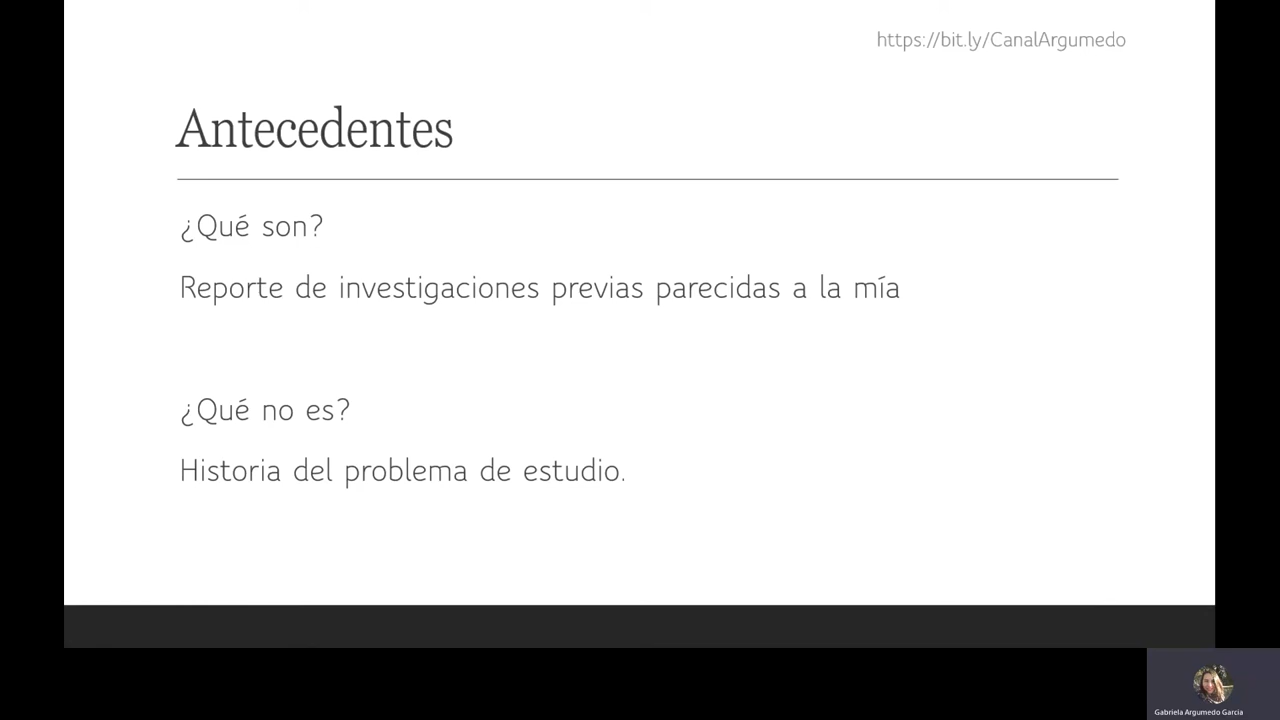 https://bit.ly/CanalArgumedo
Antecedentes
¿Qué son?
Reporte de investigaciones previas parecidas a la mía
¿Qué no es?
Historia del problema de estudio.
Gabriela Argumedo Garcia